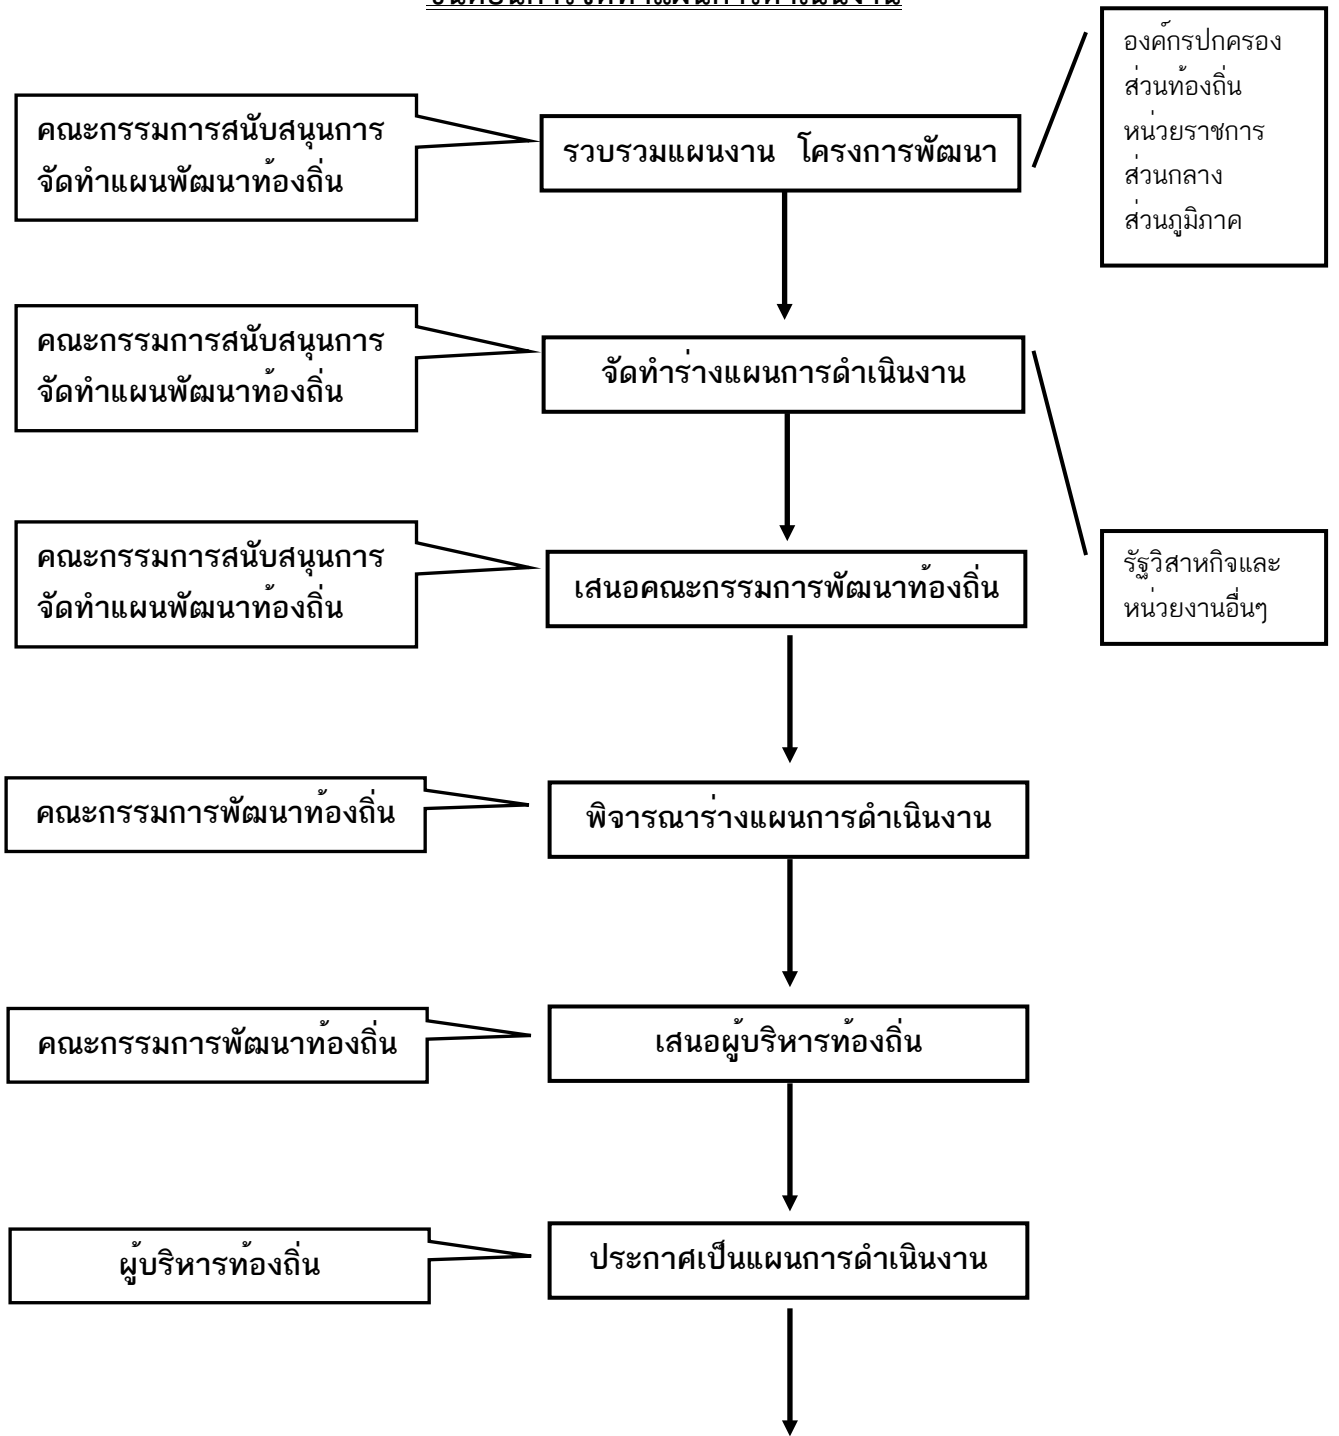 องค์กรปกครอง
ส่วนท้องถิ่น
หน่วยราชการ
ส่วนกลาง
ส่วนภูมิภาค
คณะกรรมการสนับสนุนการ
จัดทำแผนพัฒนาท้องถิ่น
รวบรวมแผนงาน โครงการพัฒนา
คณะกรรมการสนับสนุนการ
จัดทำแผนพัฒนาท้องถิ่น
จัดทำร่างแผนการดำเนินงาน
คณะกรรมการสนับสนุนการ
จัดทำแผนพัฒนาท้องถิ่น
เสนอคณะกรรมการพัฒนาท้องถิ่น
รัฐวิสาหกิจและ
หน่วยงานอื่นๆ
คณะกรรมการพัฒนาท้องถิ่น
พิจารณาร่างแผนการดำเนินงาน
คณะกรรมการพัฒนาท้องถิ่น
เสนอผู้บริหารท้องถิ่น
ผู้บริหารท้องถิ่น
ประกาศเป็นแผนการดำเนินงาน